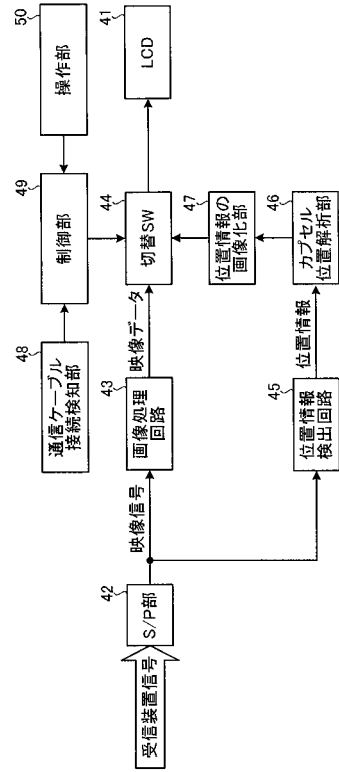 50
操作部
49
制御部
48
通信ケーブル
接続検知部
41
LCD
44
切替SW
映像データ
43
画像処理
回路
映像信号
42
S/P部
受信装置信号
47
位置情報の
画像化部
46
カプセル
位置解析部
位置情報
45
位置情報
検出回路